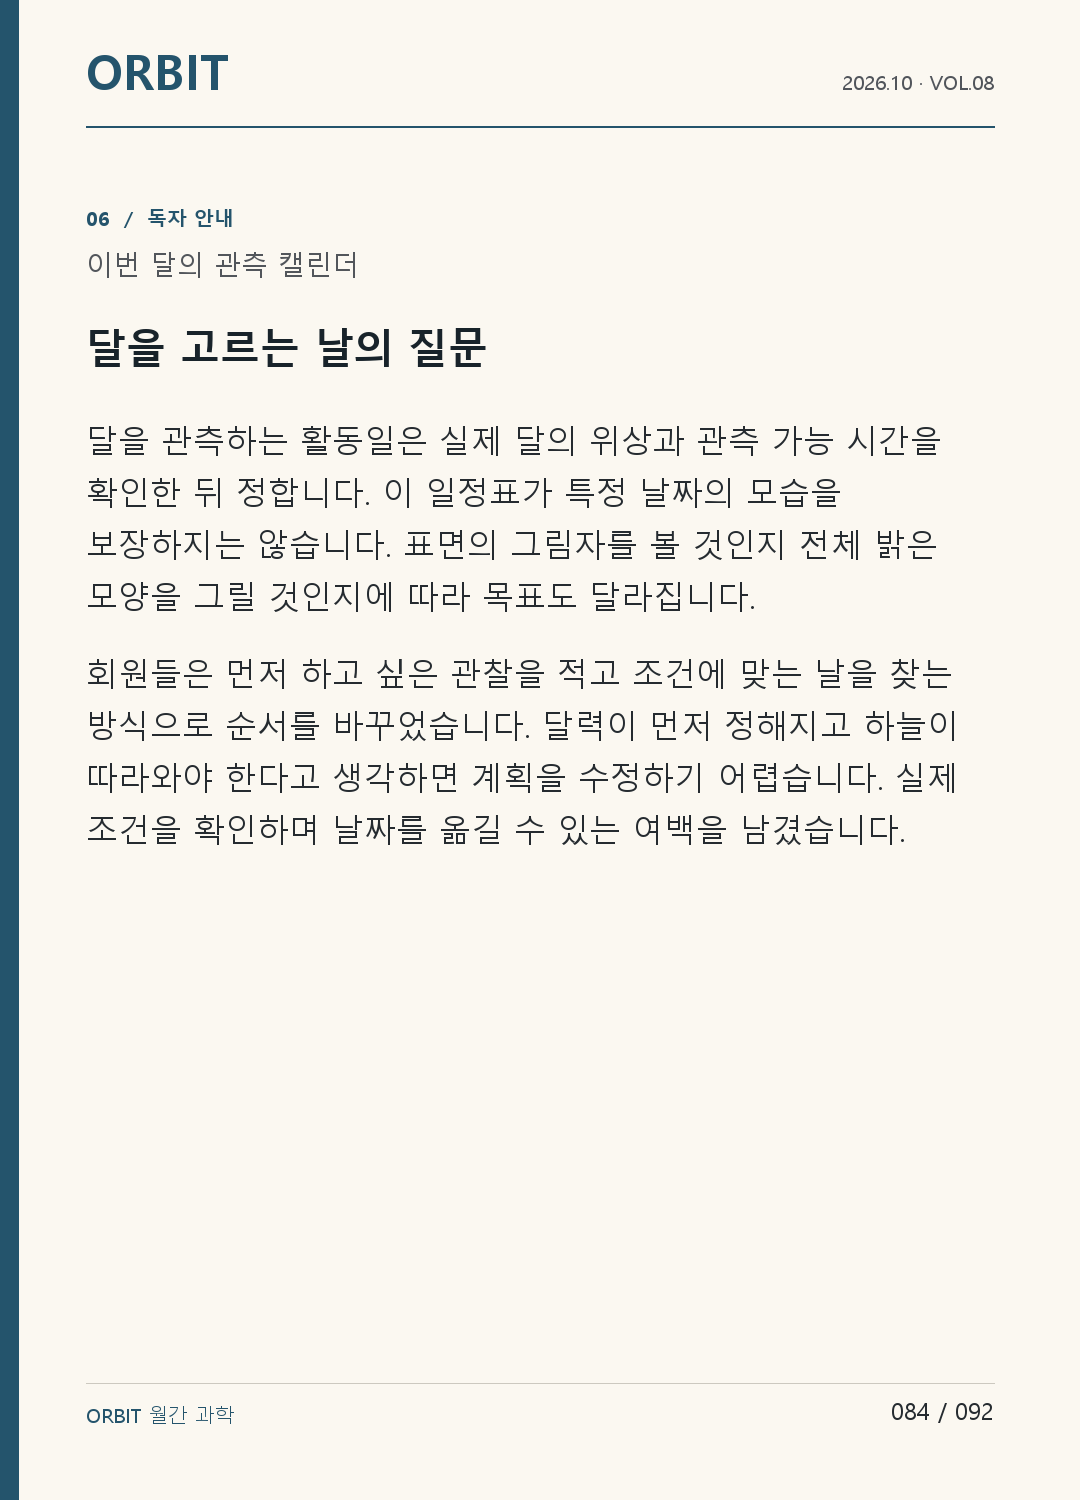 ORBIT
2026.10 · VOL.08
06 / 독자 안내
이번 달의 관측 캘린더
달을 고르는 날의 질문
달을 관측하는 활동일은 실제 달의 위상과 관측 가능 시간을
확인한 뒤 정합니다. 이 일정표가 특정 날짜의 모습을
보장하지는 않습니다. 표면의 그림자를 볼 것인지 전체 밝은
모양을 그릴 것인지에 따라 목표도 달라집니다.
회원들은 먼저 하고 싶은 관찰을 적고 조건에 맞는 날을 찾는
방식으로 순서를 바꾸었습니다. 달력이 먼저 정해지고 하늘이
따라와야 한다고 생각하면 계획을 수정하기 어렵습니다. 실제
조건을 확인하며 날짜를 옮길 수 있는 여백을 남겼습니다.
ORBIT 월간 과학
084 / 092